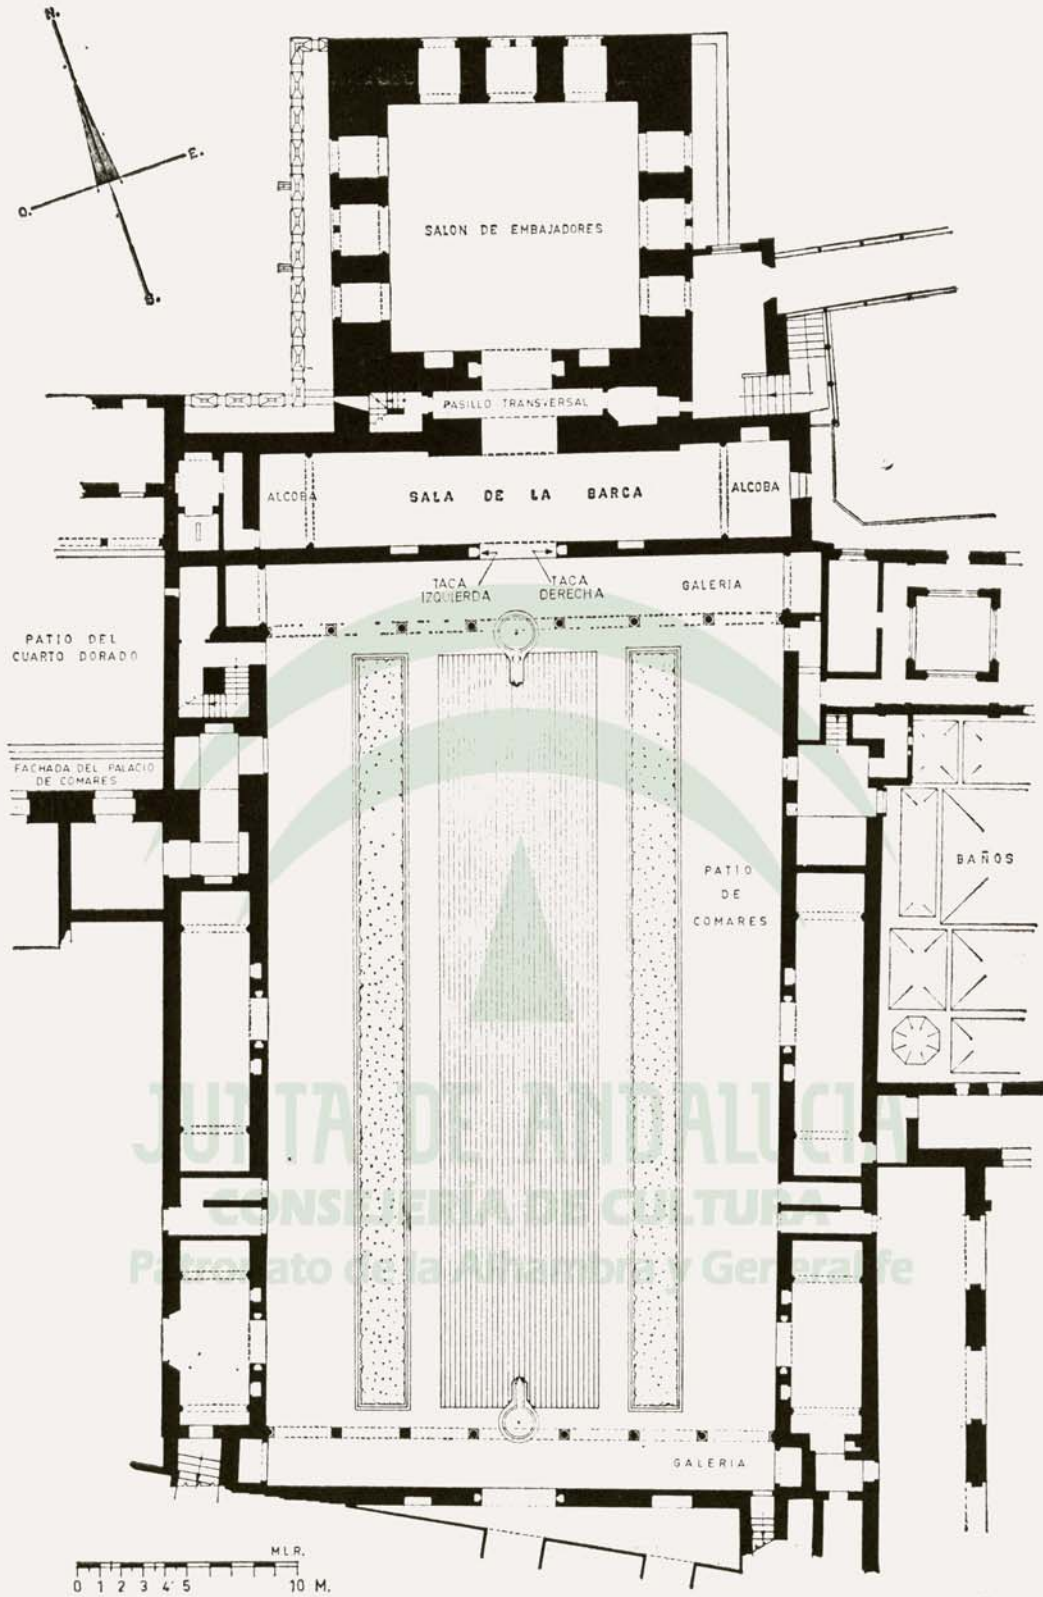 N.
E.
O.
S.
SALON DE EMBAJADORES
PASILLO TRANSVERSAL
ALCOBA
SALA DE LA BARCA
ALCOBA
TACA
IZQUIERDA
TACA
DERECHA
GALERIA
PATIO DEL
CUARTO DORADO
FACHADA DEL PALACIO
DE COMARES
PATIO
DE
COMARES
BAÑOS
JUNTA DE ANDALUCIA
CONSEJERÍA DE CULTURA
Patronato de la Alhambra y Generalife
GALERIA
M.L.R.
0 1 2 3 4 5 10 M.